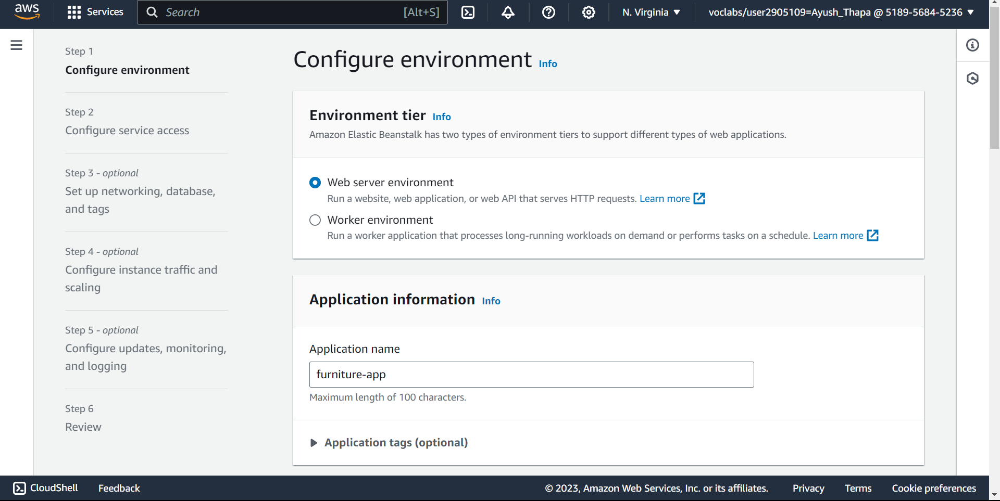 aws
Services
Search
[Alt+S]
N. Virginia
voclabs/user2905109=Ayush_Thapa @ 5189-5684-5236
Step 1
Configure environment
Step 2
Configure service access
Step 3 - optional
Set up networking, database,
and tags
Step 4 - optional
Configure instance traffic and
scaling
Step 5 - optional
Configure updates, monitoring,
and logging
Step 6
Review
Configure environment Info
Environment tier Info
Amazon Elastic Beanstalk has two types of environment tiers to support different types of web applications.
Web server environment
Run a website, web application, or web API that serves HTTP requests. Learn more
Worker environment
Run a worker application that processes long-running workloads on demand or performs tasks on a schedule. Learn more
Application information Info
Application name
furniture-app
Maximum length of 100 characters.
Application tags (optional)
CloudShell
Feedback
© 2023, Amazon Web Services, Inc. or its affiliates.
Privacy
Terms
Cookie preferences